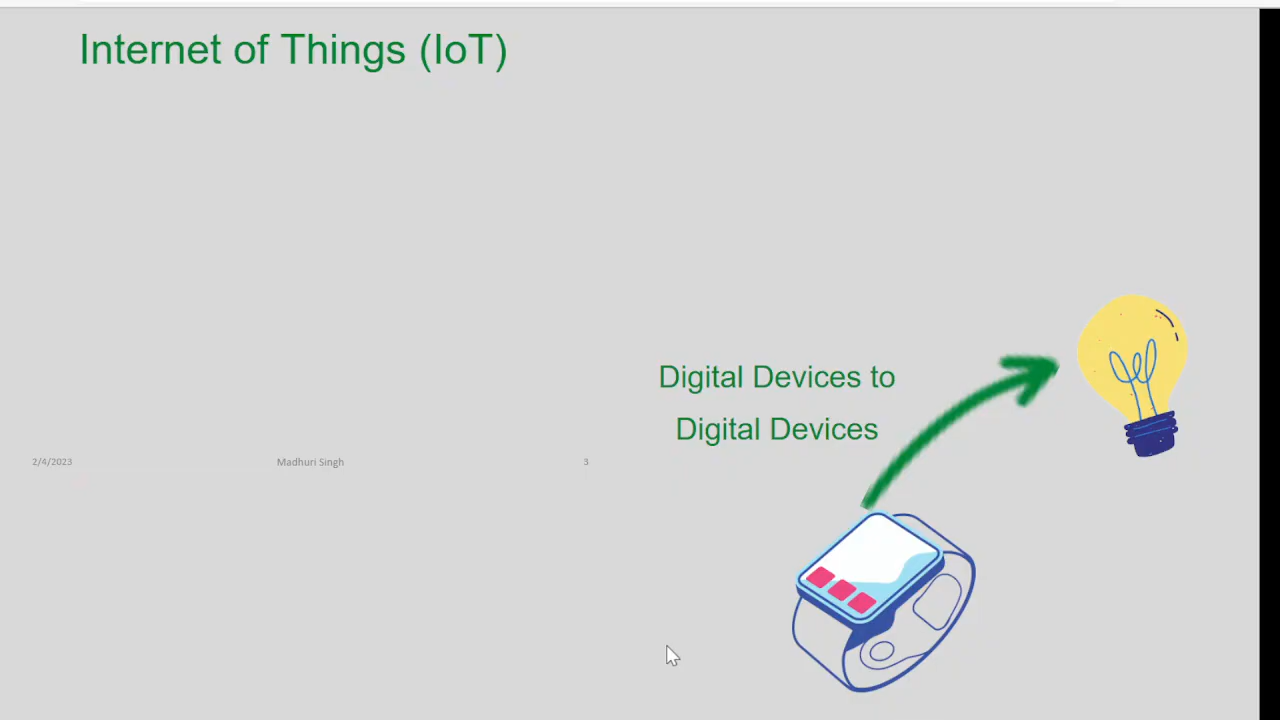 Internet of Things (IoT)
Digital Devices to
Digital Devices
2/4/2023
Madhuri Singh
3